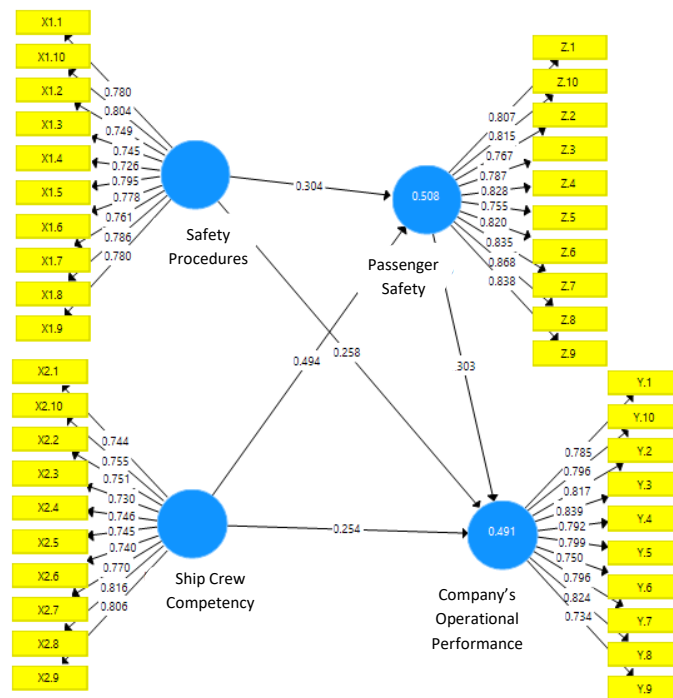 X1.1
X1.10
X1.2
X1.3
X1.4
X1.5
X1.6
X1.7
X1.8
X1.9
0.780
0.804
0.749
0.745
0.726
0.795
0.778
0.761
0.786
0.780
Safety
Procedures
0.304
0.508
Passenger
Safety
0.807
0.815
0.767
0.787
0.828
0.755
0.820
0.835
0.868
0.838
Z.1
Z.10
Z.2
Z.3
Z.4
Z.5
Z.6
Z.7
Z.8
Z.9
0.494
0.258
303
X2.1
X2.10
X2.2
X2.3
X2.4
X2.5
X2.6
X2.7
X2.8
X2.9
0.744
0.755
0.751
0.730
0.746
0.745
0.740
0.770
0.816
0.806
Ship Crew
Competency
0.254
0.491
Company’s
Operational
Performance
0.785
0.796
0.817
0.839
0.792
0.799
0.750
0.796
0.824
0.734
Y.1
Y.10
Y.2
Y.3
Y.4
Y.5
Y.6
Y.7
Y.8
Y.9